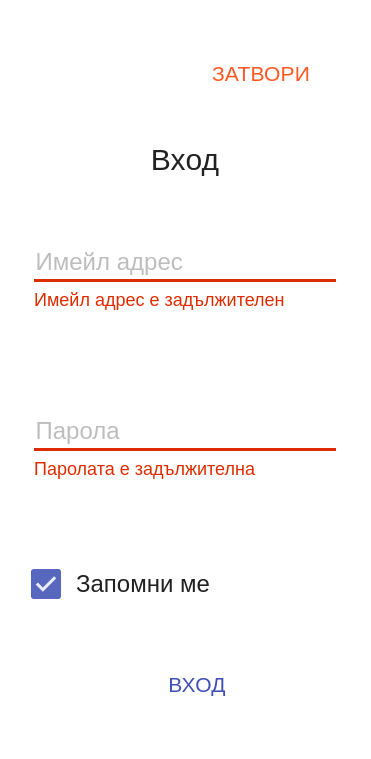 ЗАТВОРИ
Вход
Имейл адрес
Имейл адрес е задължителен
Парола
Паролата е задължителна
Запомни ме
ВХОД